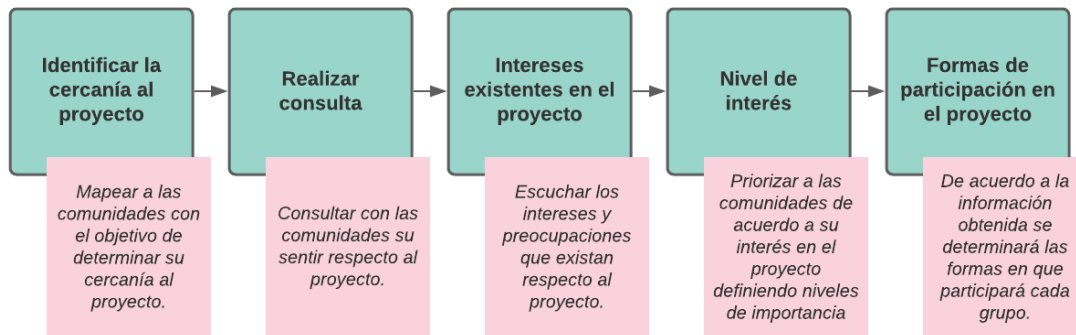 Identificar la
cercanía al
proyecto
Mapear a las
comunidades con
el objetivo de
determinar su
cercanía al
proyecto.
Realizar
consulta
Consultar con las
comunidades su
sentir respecto al
proyecto.
Intereses
existentes en el
proyecto
Escuchar los
intereses y
preocupaciones
que existan
respecto al
proyecto.
Nivel de
interés
Priorizar a las
comunidades de
acuerdo a su
interés en el
proyecto
definiendo niveles
de importancia
Formas de
participación en
el proyecto
De acuerdo a la
información
obtenida se
determinará las
formas en que
participará cada
grupo.